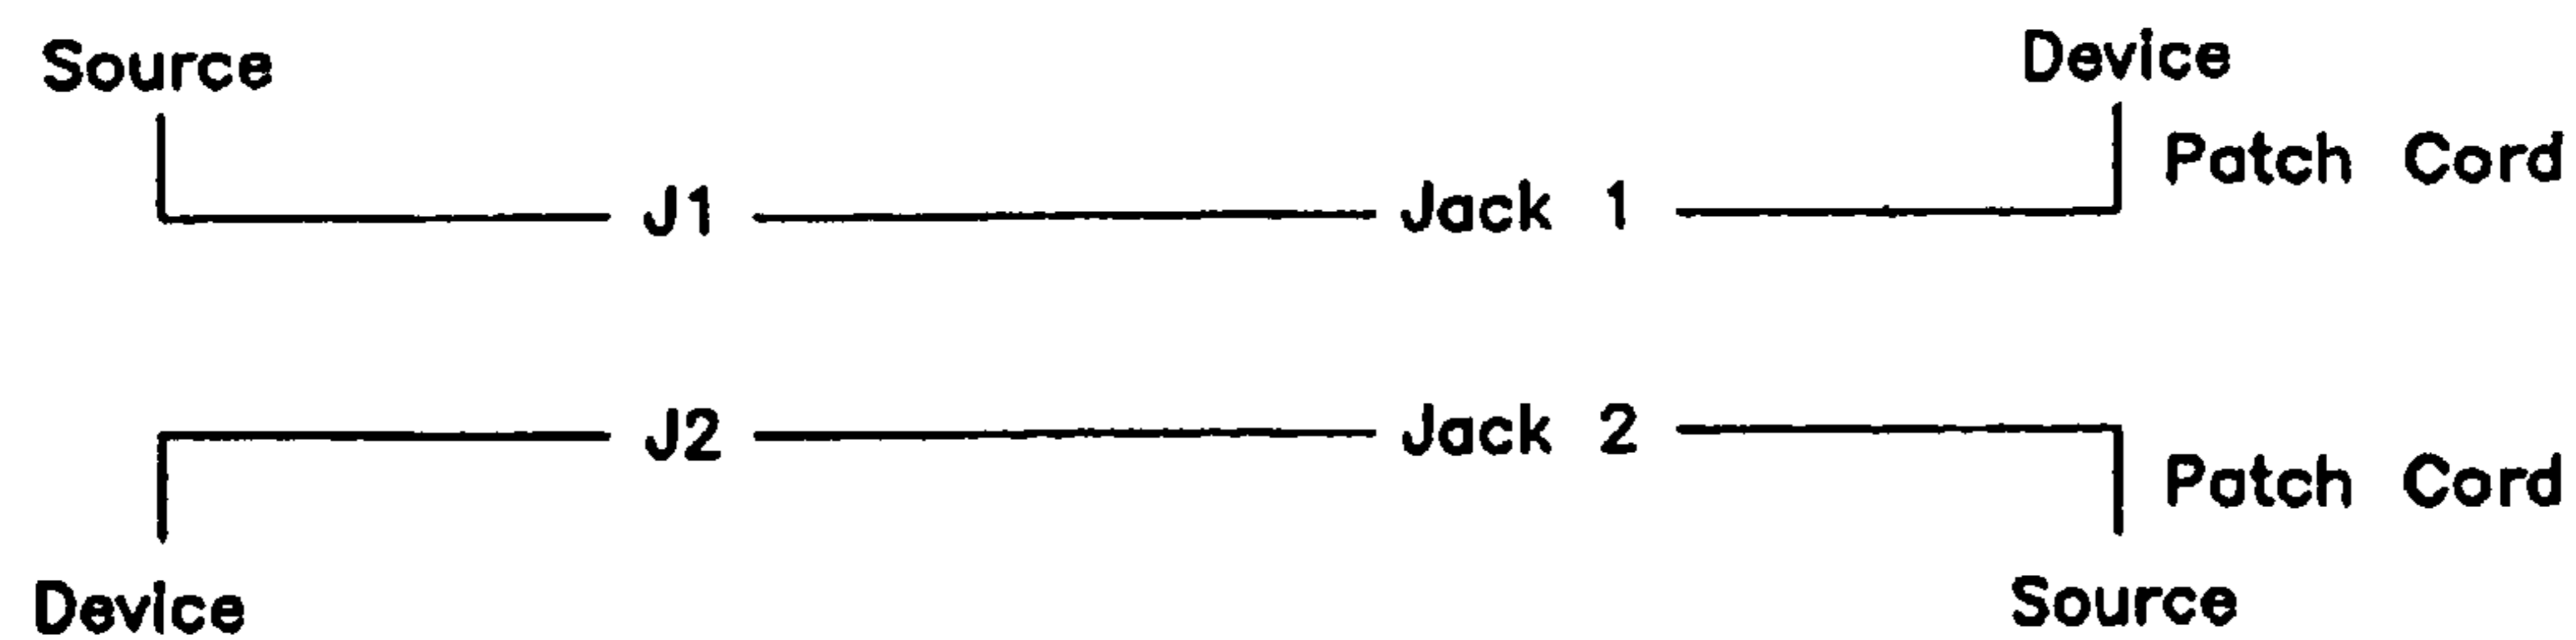 Source
Device
Patch Cord
J1 Jack 1
J2 Jack 2
Patch Cord
Device
Source